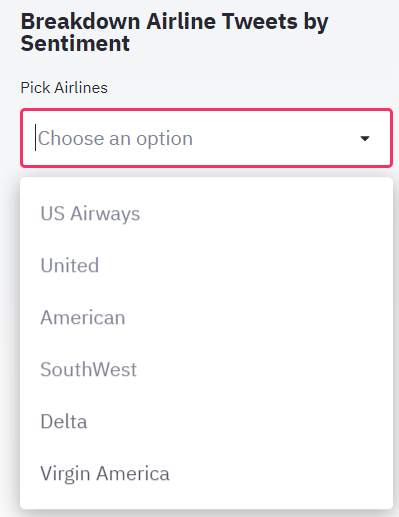 Breakdown Airline Tweets by
Sentiment
Pick Airlines
Choose an option
US Airways
United
American
SouthWest
Delta
Virgin America